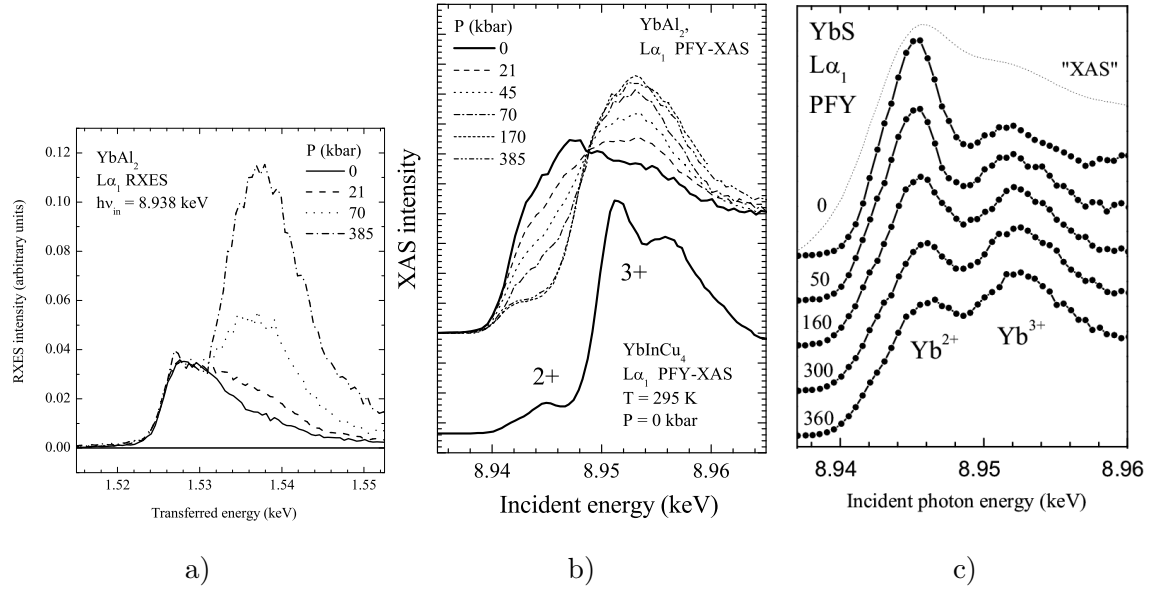 YbAl₂
Lα₁ RXES
hν_in = 8.938 keV
P (kbar)
0
21
70
385
0.12
0.10
0.08
0.06
0.04
0.02
0.00
RXES intensity (arbitrary units)
1.52 1.53 1.54 1.55
Transferred energy (keV)
a)
P (kbar)
0
21
45
70
170
385
YbAl₂,
Lα₁ PFY-XAS
XAS intensity
3+
2+
YbInCu₄
Lα₁ PFY-XAS
T = 295 K
P = 0 kbar
8.94 8.95 8.96
Incident energy (keV)
b)
YbS
Lα₁
PFY
"XAS"
0
50
160
300
360
Yb²⁺
Yb³⁺
8.94 8.95 8.96
Incident photon energy (keV)
c)